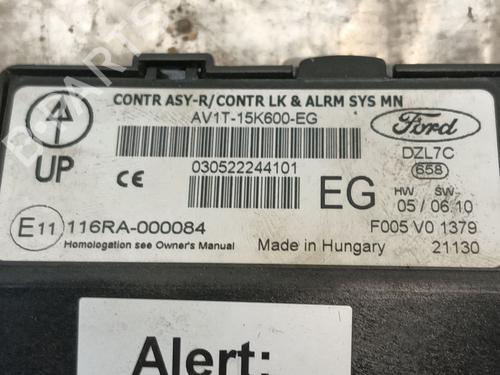 CONTR ASY-R/CONTR LK & ALRM SYS MN
AV1T-15K600-EG
Ford
DZL7C
658
UP
CE
030522244101
EG
HW SW
05 / 06.10
E11 116RA-000084
F005 V0 1379
Homologation see Owner's Manual
Made in Hungary
21130
Alert: